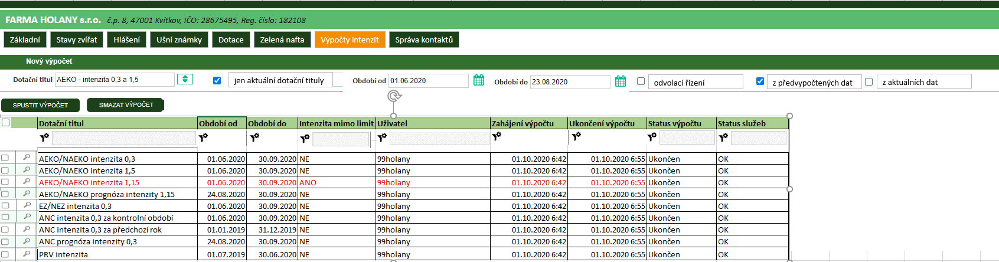 FARMA HOLANY s.r.o. č.p. 8, 47001 Kvítkov, IČO: 28675495, Reg. číslo: 182108
Základní Stavy zvířat Hlášení Ušní známky Dotace Zelená nafta Výpočty intenzit Správa kontaktů
Nový výpočet
Dotační titul AEKO - intenzita 0,3 a 1,5 jen aktuální dotační tituly Období od 01.06.2020 Období do 23.08.2020 odvolací řízení z předvypočtených dat z aktuálních dat
SPUSTIT VÝPOČET SMAZAT VÝPOČET
Dotační titul Období od Období do Intenzita mimo limit Uživatel Zahájení výpočtu Ukončení výpočtu Status výpočtu Status služeb
AEKO/NAEKO intenzita 0,3 01.06.2020 30.09.2020 NE 99holany 01.10.2020 6:42 01.10.2020 6:55 Ukončen OK
AEKO/NAEKO intenzita 1,5 01.06.2020 30.09.2020 NE 99holany 01.10.2020 6:42 01.10.2020 6:55 Ukončen OK
AEKO/NAEKO intenzita 1,15 01.06.2020 30.09.2020 ANO 99holany 01.10.2020 6:42 01.10.2020 6:55 Ukončen OK
AEKO/NAEKO prognóza intenzity 1,15 24.08.2020 30.09.2020 NE 99holany 01.10.2020 6:42 01.10.2020 6:55 Ukončen OK
EZ/NEZ intenzita 0,3 01.06.2020 30.09.2020 NE 99holany 01.10.2020 6:42 01.10.2020 6:55 Ukončen OK
ANC intenzita 0,3 za kontrolní období 01.06.2020 30.09.2020 NE 99holany 01.10.2020 6:42 01.10.2020 6:55 Ukončen OK
ANC intenzita 0,3 za předchozí rok 01.01.2019 31.12.2019 NE 99holany 01.10.2020 6:42 01.10.2020 6:55 Ukončen OK
ANC prognóza intenzity 0,3 24.08.2020 30.09.2020 NE 99holany 01.10.2020 6:42 01.10.2020 6:55 Ukončen OK
PRV intenzita 01.07.2019 30.06.2020 NE 99holany 01.10.2020 6:42 01.10.2020 6:55 Ukončen OK